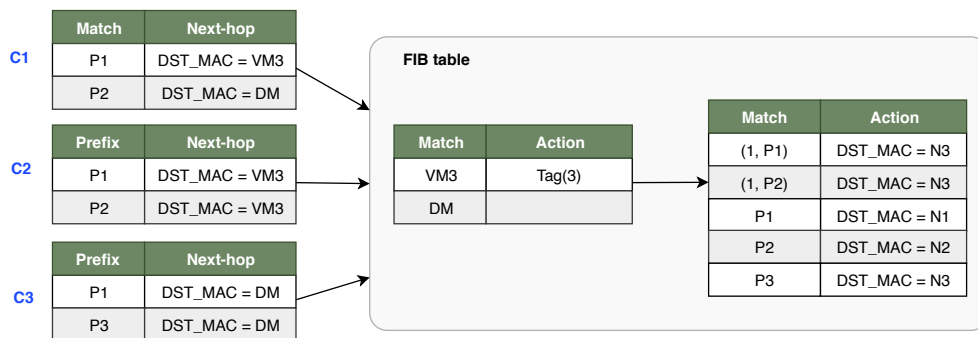 C1
Match Next-hop
P1 DST_MAC = VM3
P2 DST_MAC = DM
C2
Prefix Next-hop
P1 DST_MAC = VM3
P2 DST_MAC = VM3
C3
Prefix Next-hop
P1 DST_MAC = DM
P3 DST_MAC = DM
FIB table
Match Action
VM3 Tag(3)
DM
Match Action
(1, P1) DST_MAC = N3
(1, P2) DST_MAC = N3
P1 DST_MAC = N1
P2 DST_MAC = N2
P3 DST_MAC = N3